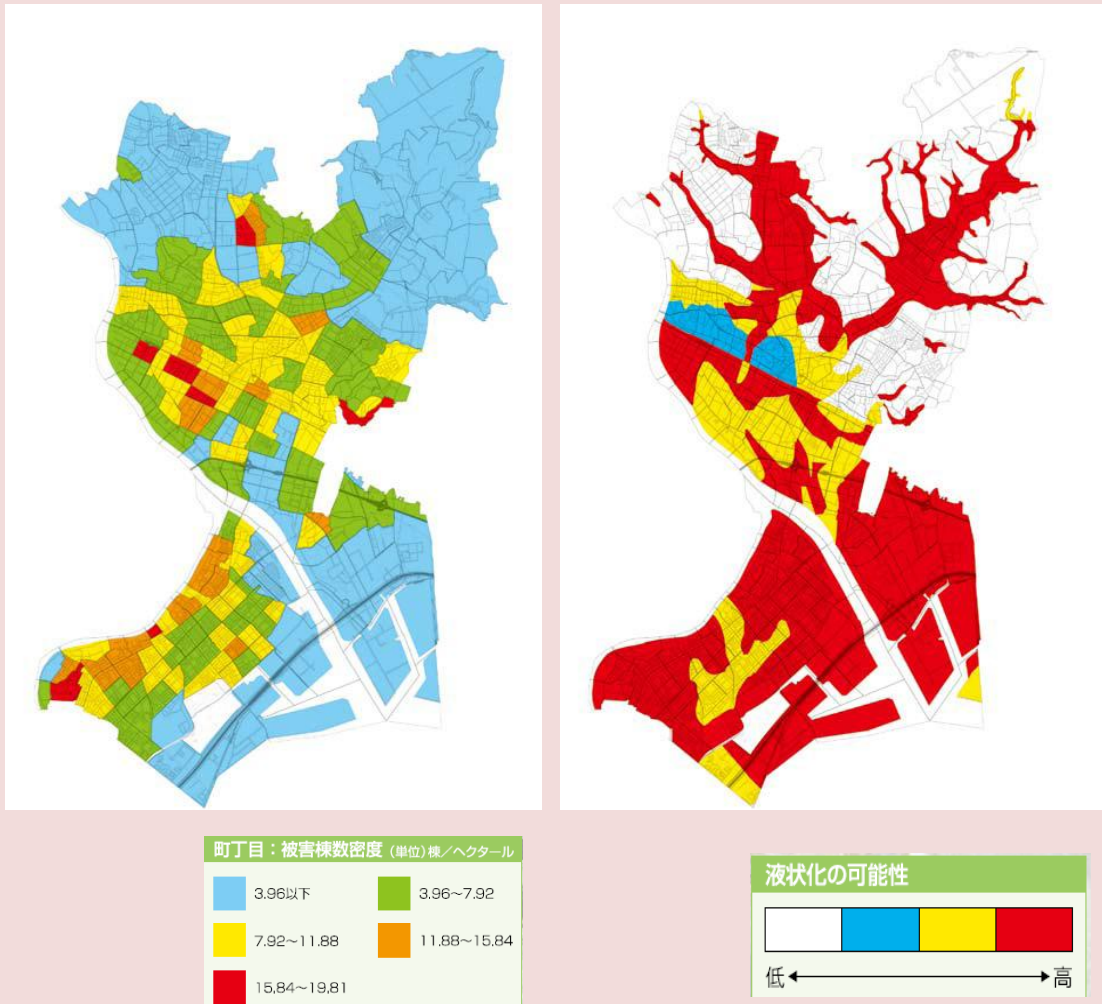 町丁目：被害棟数密度（単位）棟／ヘクタール
3.96以下
3.96～7.92
7.92～11.88
11.88～15.84
15.84～19.81
液状化の可能性
低
高